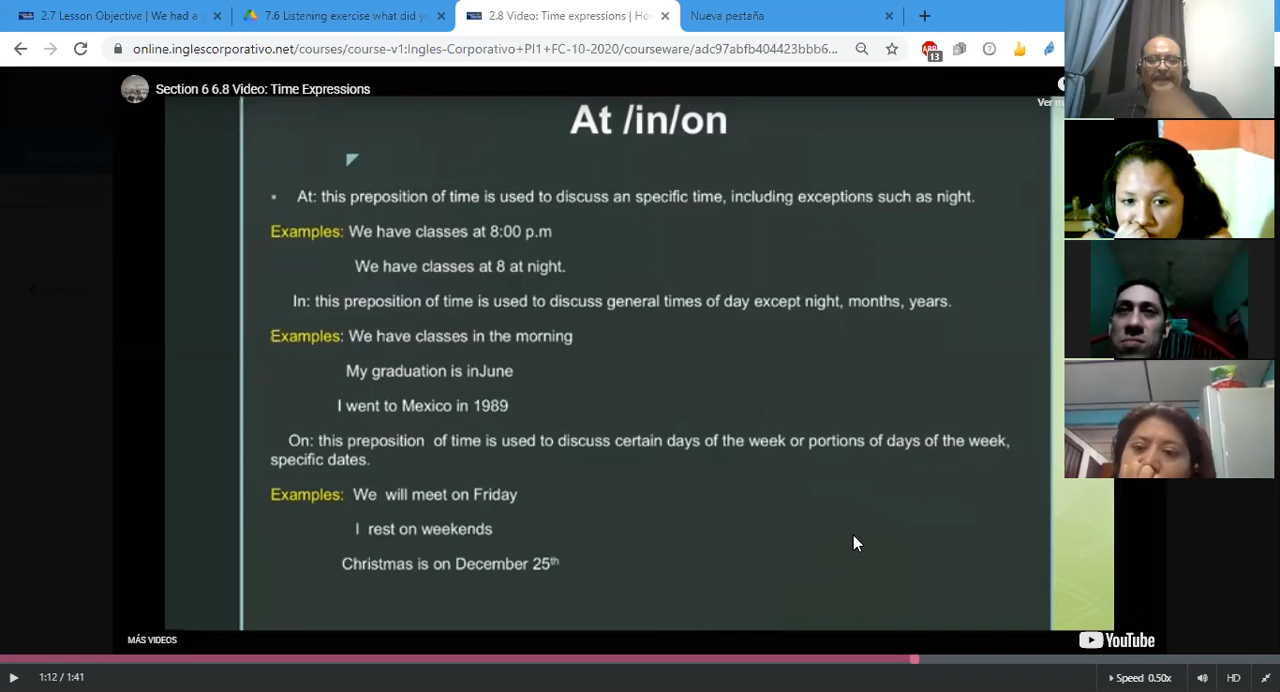 2.7 Lesson Objective | We had a
7.6 Listening exercise what did y
2.8 Video: Time expressions | Ho
Nueva pestaña
online.inglescorporativo.net/courses/course-v1:Ingles-Corporativo+PI1+FC-10-2020/courseware/adc97abfb404423bbb6...
ABP
13
Section 6 6.8 Video: Time Expressions
Ver m
At /in/on
At: this preposition of time is used to discuss an specific time, including exceptions such as night.
Examples: We have classes at 8:00 p.m
We have classes at 8 at night.
In: this preposition of time is used to discuss general times of day except night, months, years.
Examples: We have classes in the morning
My graduation is inJune
I went to Mexico in 1989
On: this preposition of time is used to discuss certain days of the week or portions of days of the week,
specific dates.
Examples: We will meet on Friday
I rest on weekends
Christmas is on December 25th
MÁS VIDEOS
YouTube
1:12 / 1:41
Speed 0.50x
HD